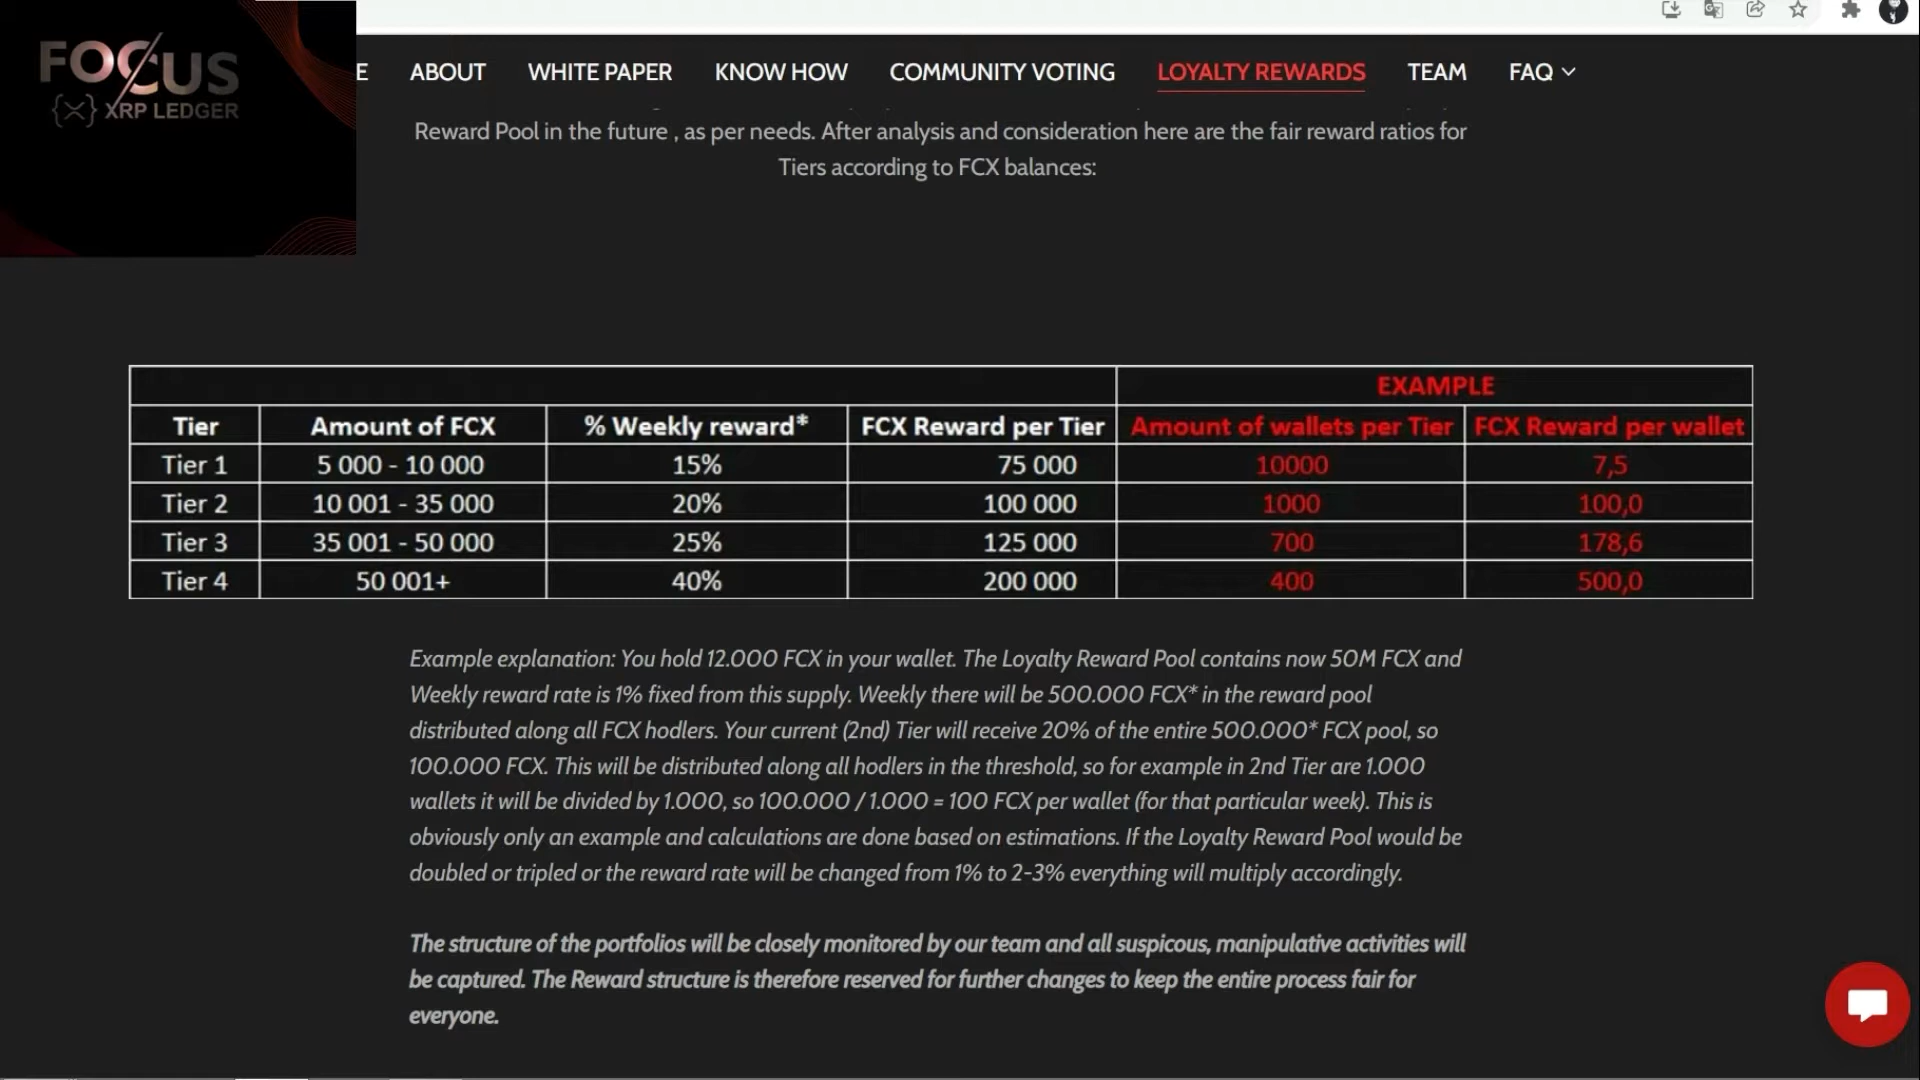 FOCUS
{X} XRP LEDGER
E ABOUT WHITE PAPER KNOW HOW COMMUNITY VOTING LOYALTY REWARDS TEAM FAQ
Reward Pool in the future , as per needs. After analysis and consideration here are the fair reward ratios for
Tiers according to FCX balances:
EXAMPLE
Tier Amount of FCX % Weekly reward* FCX Reward per Tier Amount of wallets per Tier FCX Reward per wallet
Tier 1 5 000 - 10 000 15% 75 000 10000 7,5
Tier 2 10 001 - 35 000 20% 100 000 1000 100,0
Tier 3 35 001 - 50 000 25% 125 000 700 178,6
Tier 4 50 001+ 40% 200 000 400 500,0
Example explanation: You hold 12.000 FCX in your wallet. The Loyalty Reward Pool contains now 50M FCX and
Weekly reward rate is 1% fixed from this supply. Weekly there will be 500.000 FCX* in the reward pool
distributed along all FCX hodlers. Your current (2nd) Tier will receive 20% of the entire 500.000* FCX pool, so
100.000 FCX. This will be distributed along all hodlers in the threshold, so for example in 2nd Tier are 1.000
wallets it will be divided by 1.000, so 100.000 / 1.000 = 100 FCX per wallet (for that particular week). This is
obviously only an example and calculations are done based on estimations. If the Loyalty Reward Pool would be
doubled or tripled or the reward rate will be changed from 1% to 2-3% everything will multiply accordingly.
The structure of the portfolios will be closely monitored by our team and all suspicous, manipulative activities will
be captured. The Reward structure is therefore reserved for further changes to keep the entire process fair for
everyone.